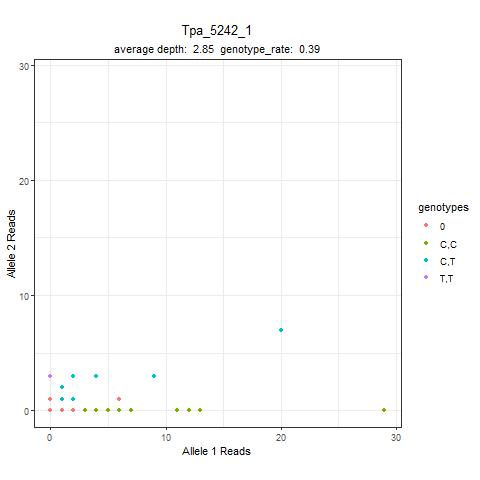 Tpa_5242_1
average depth: 2.85 genotype_rate: 0.39
30
20
10
0
Allele 2 Reads
0 10 20 30
Allele 1 Reads
genotypes
0
C,C
C,T
T,T